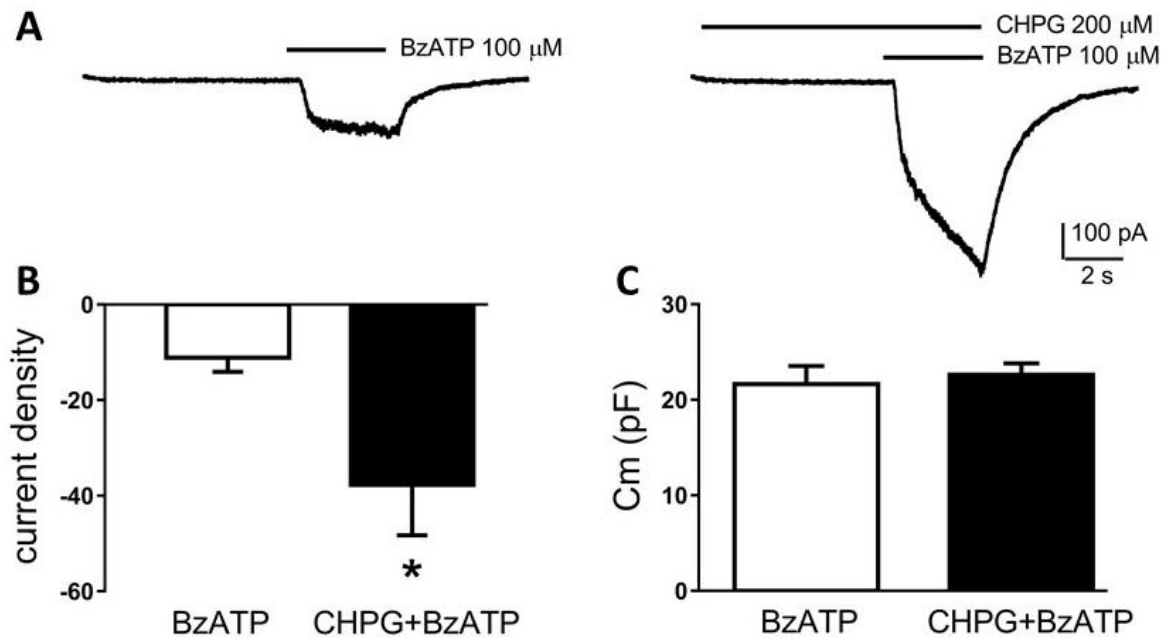 A
BzATP 100 µM
CHPG 200 µM
BzATP 100 µM
100 pA
2 s
B
current density
0
-20
-40
-60
*
BzATP
CHPG+BzATP
C
Cm (pF)
30
20
10
0
BzATP
CHPG+BzATP